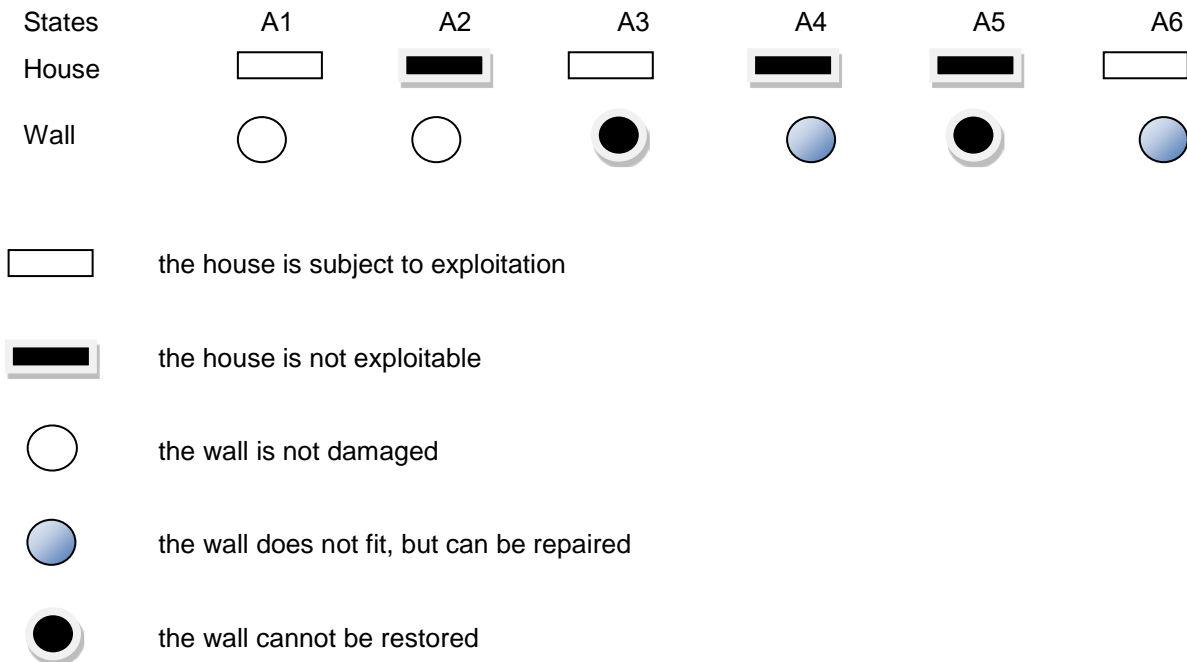 States A1 A2 A3 A4 A5 A6
House
Wall
the house is subject to exploitation
the house is not exploitable
the wall is not damaged
the wall does not fit, but can be repaired
the wall cannot be restored